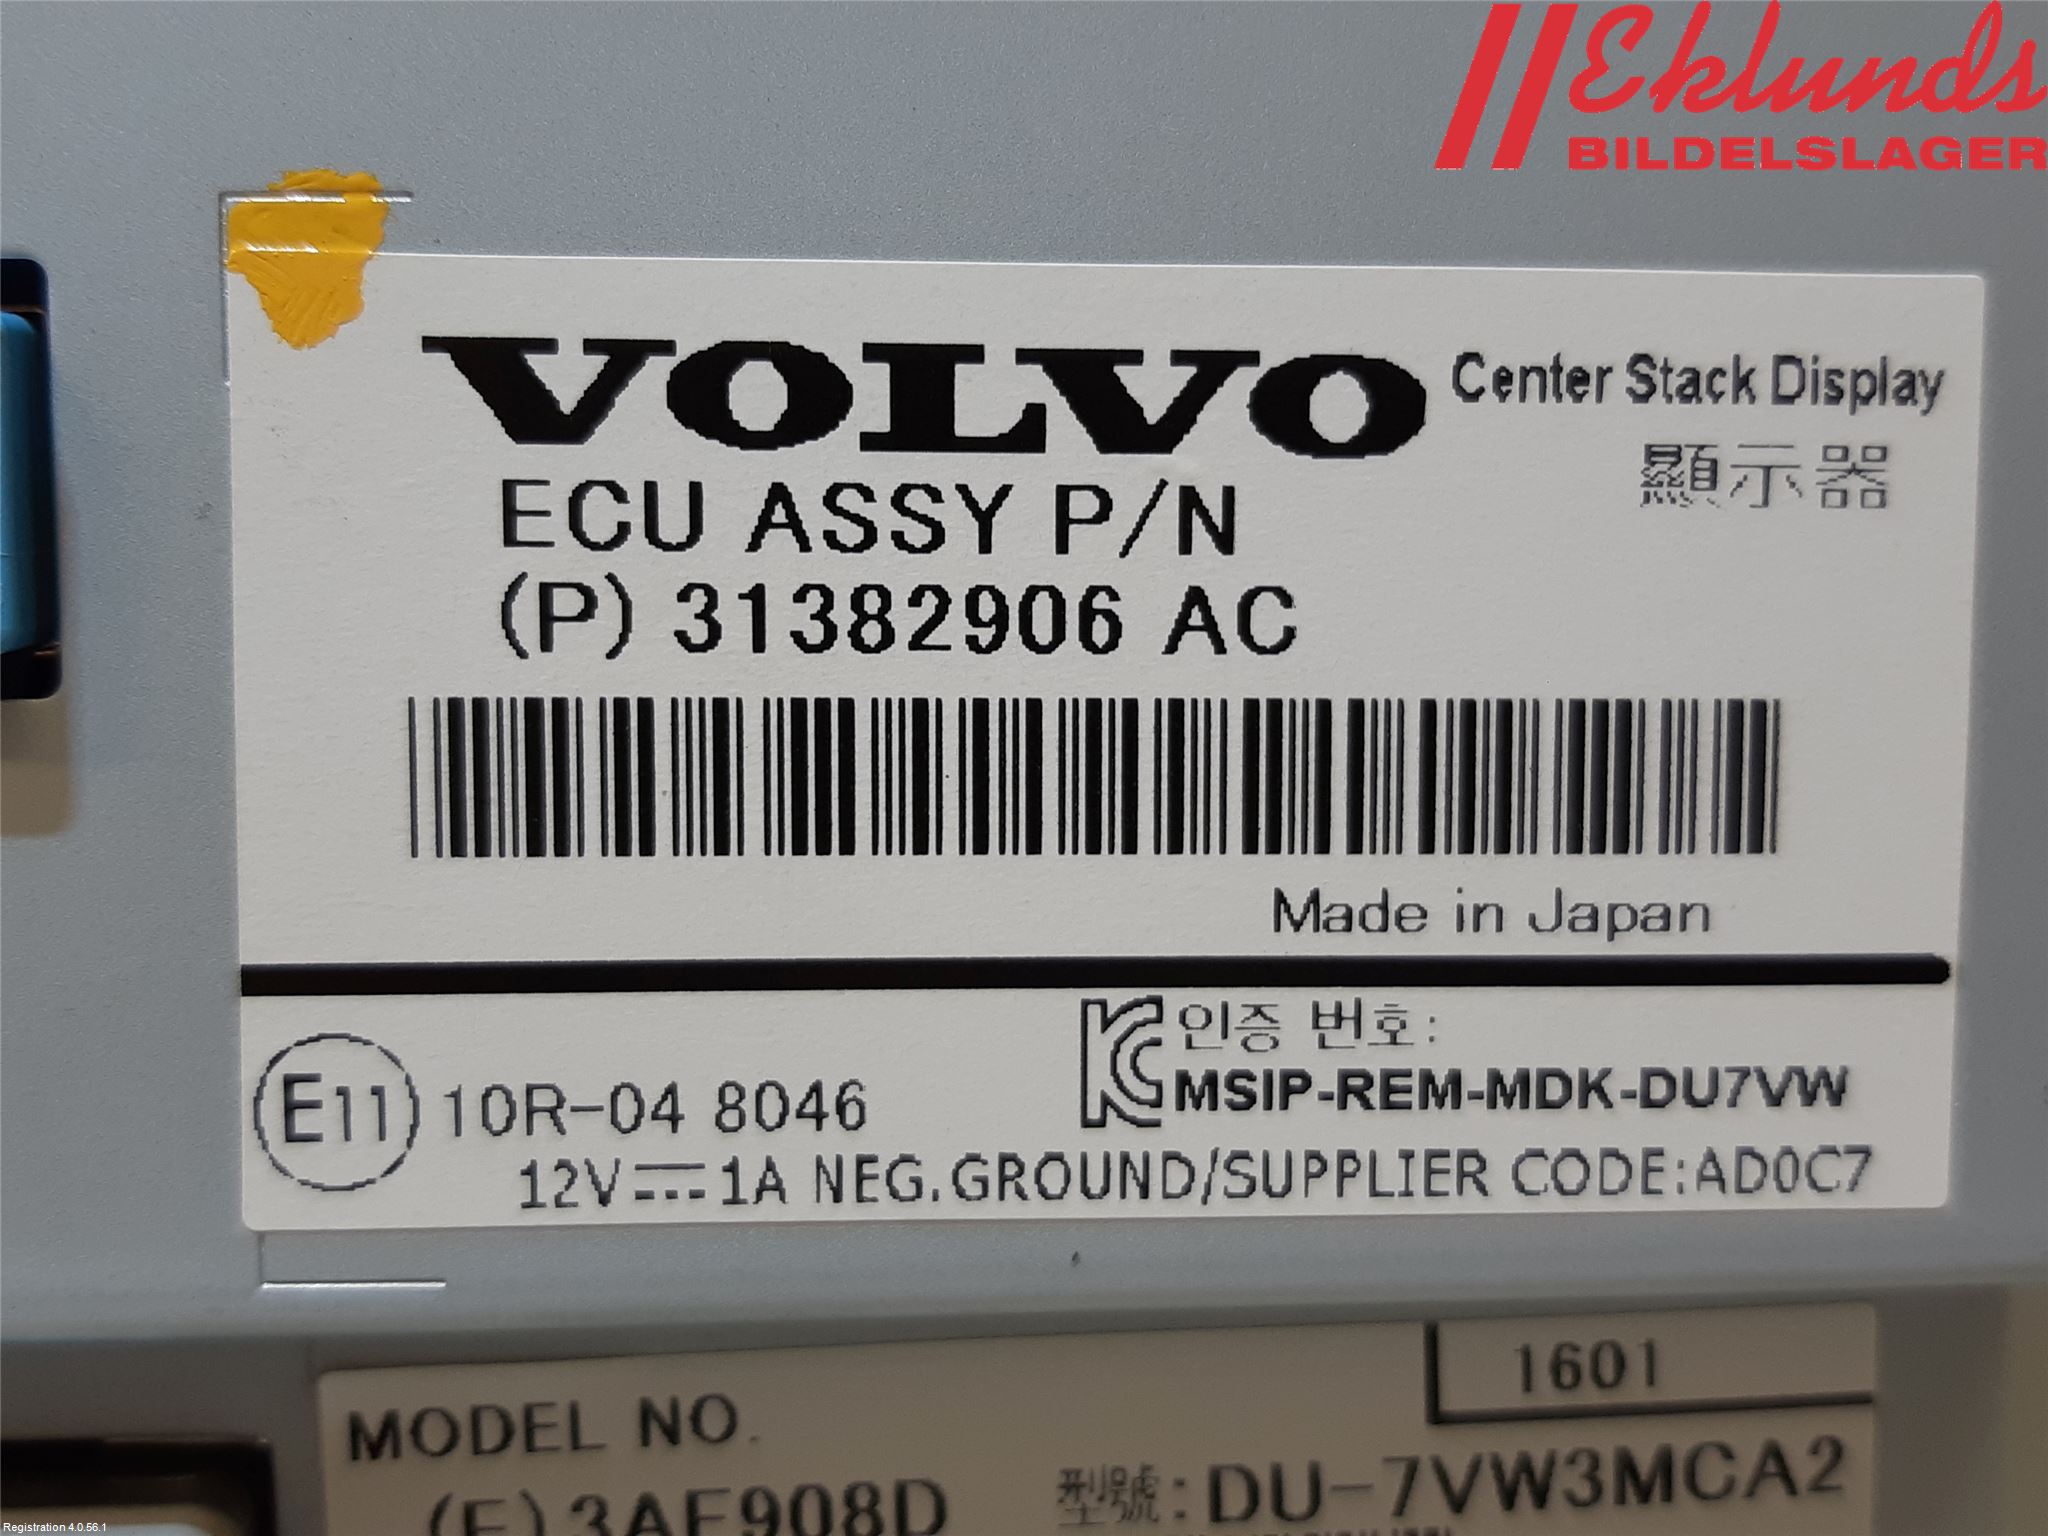 Eklunds
BILDELSLAGER
VOLVO Center Stack Display
顯示器
ECU ASSY P/N
(P) 31382906 AC
Made in Japan
KC 인증 번호:
MSIP-REM-MDK-DU7VW
E11 10R-04 8046
12V⎓1A NEG.GROUND/SUPPLIER CODE:AD0C7
1601
MODEL NO.
型號:DU-7VW3MCA2
Registration 4.0.56.1